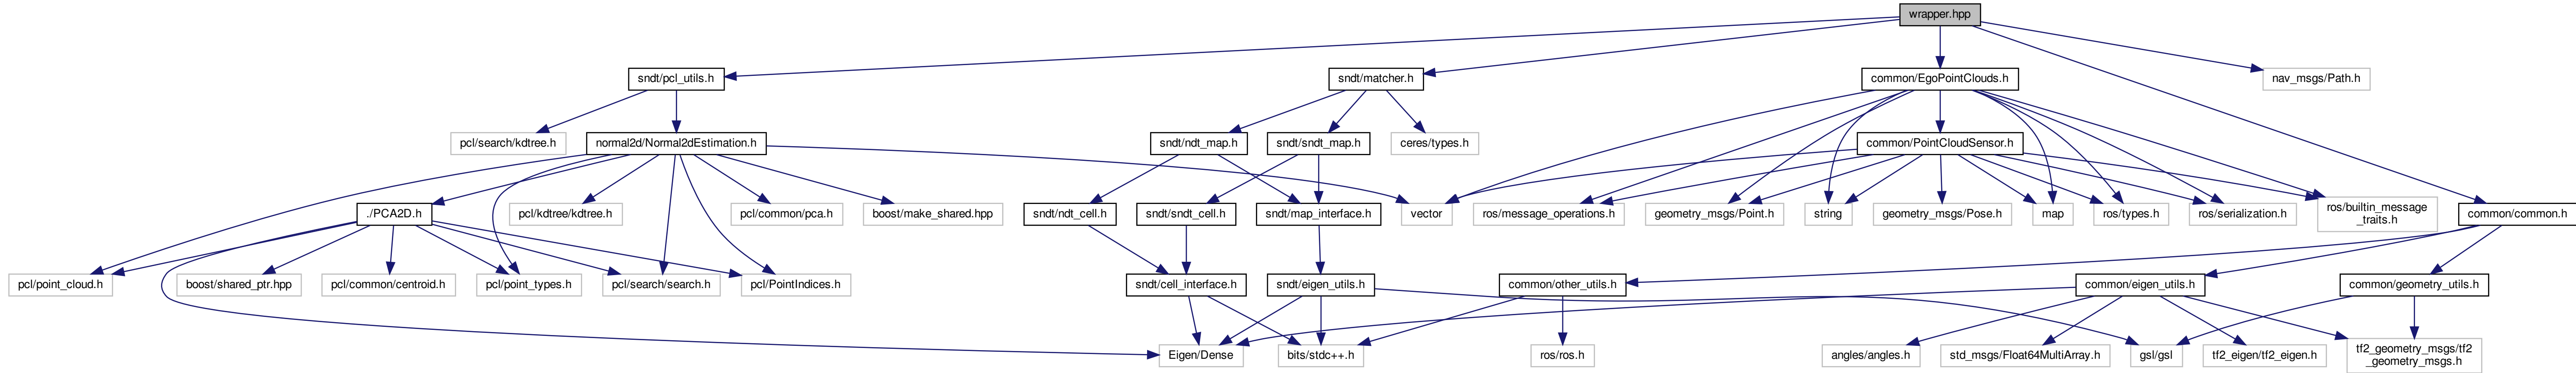 wrapper.hpp
sndt/pcl_utils.h
sndt/matcher.h
common/EgoPointClouds.h
nav_msgs/Path.h
pcl/search/kdtree.h
normal2d/Normal2dEstimation.h
sndt/ndt_map.h
sndt/sndt_map.h
ceres/types.h
common/PointCloudSensor.h
./PCA2D.h
pcl/kdtree/kdtree.h
pcl/common/pca.h
boost/make_shared.hpp
sndt/ndt_cell.h
sndt/sndt_cell.h
sndt/map_interface.h
vector
ros/message_operations.h
geometry_msgs/Point.h
string
geometry_msgs/Pose.h
map
ros/types.h
ros/serialization.h
ros/builtin_message
_traits.h
common/common.h
pcl/point_cloud.h
boost/shared_ptr.hpp
pcl/common/centroid.h
pcl/point_types.h
pcl/search/search.h
pcl/PointIndices.h
sndt/cell_interface.h
sndt/eigen_utils.h
common/other_utils.h
common/eigen_utils.h
common/geometry_utils.h
Eigen/Dense
bits/stdc++.h
ros/ros.h
angles/angles.h
std_msgs/Float64MultiArray.h
gsl/gsl
tf2_eigen/tf2_eigen.h
tf2_geometry_msgs/tf2
_geometry_msgs.h